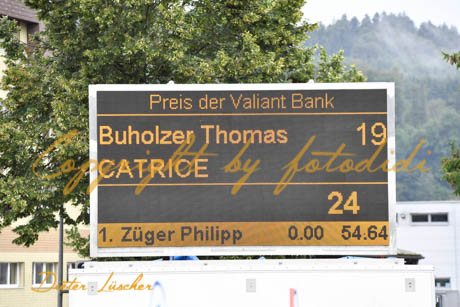 Preis der Valiant Bank
Buholzer Thomas 19
CATRICE
24
1. Züger Philipp 0.00 54.64
Copyright by fotodidi
Dieter Lüscher